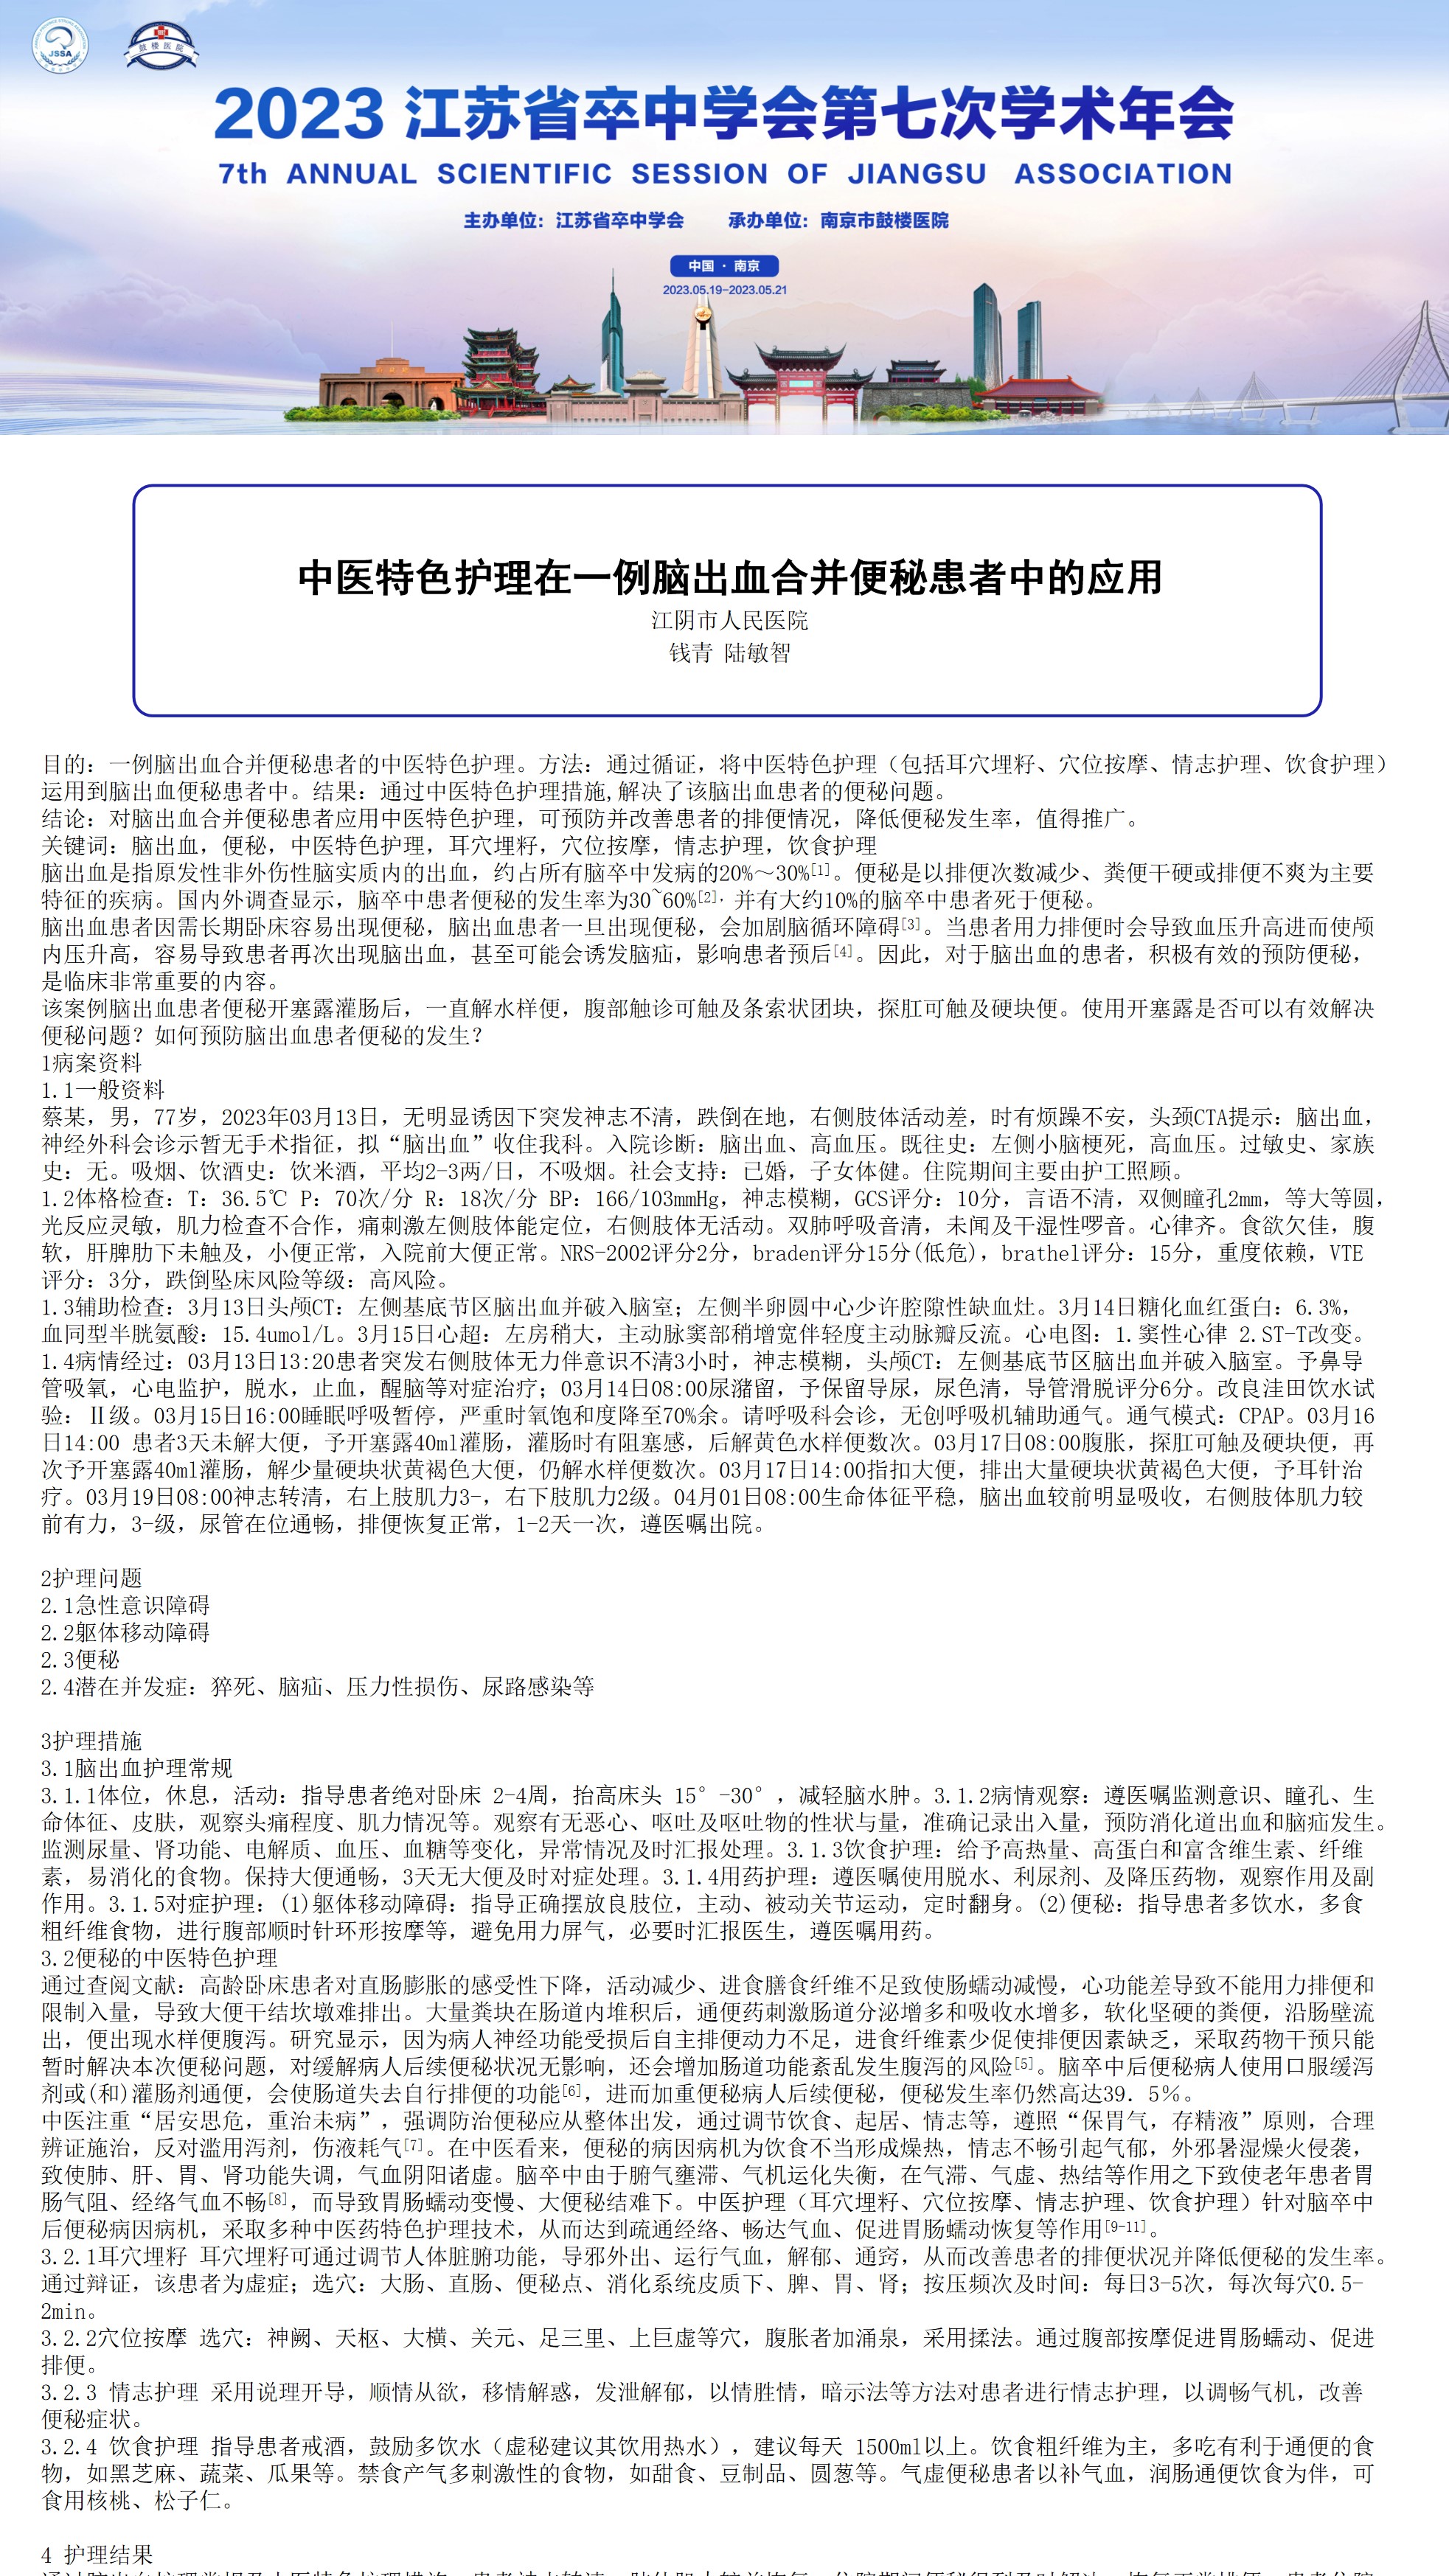 JSSA
鼓楼医院
2023 江苏省卒中学会第七次学术年会
7th ANNUAL SCIENTIFIC SESSION OF JIANGSU ASSOCIATION
主办单位：江苏省卒中学会 承办单位：南京市鼓楼医院
中国 · 南京
2023.05.19-2023.05.21
中医特色护理在一例脑出血合并便秘患者中的应用
江阴市人民医院
钱青 陆敏智
目的：一例脑出血合并便秘患者的中医特色护理。方法：通过循证，将中医特色护理（包括耳穴埋籽、穴位按摩、情志护理、饮食护理）
运用到脑出血便秘患者中。结果：通过中医特色护理措施,解决了该脑出血患者的便秘问题。
结论：对脑出血合并便秘患者应用中医特色护理，可预防并改善患者的排便情况，降低便秘发生率，值得推广。
关键词：脑出血，便秘，中医特色护理，耳穴埋籽，穴位按摩，情志护理，饮食护理
脑出血是指原发性非外伤性脑实质内的出血，约占所有脑卒中发病的20%～30%[1]。便秘是以排便次数减少、粪便干硬或排便不爽为主要
特征的疾病。国内外调查显示，脑卒中患者便秘的发生率为30~60%[2]，并有大约10%的脑卒中患者死于便秘。
脑出血患者因需长期卧床容易出现便秘，脑出血患者一旦出现便秘，会加剧脑循环障碍[3]。当患者用力排便时会导致血压升高进而使颅
内压升高，容易导致患者再次出现脑出血，甚至可能会诱发脑疝，影响患者预后[4]。因此，对于脑出血的患者，积极有效的预防便秘，
是临床非常重要的内容。
该案例脑出血患者便秘开塞露灌肠后，一直解水样便，腹部触诊可触及条索状团块，探肛可触及硬块便。使用开塞露是否可以有效解决
便秘问题？如何预防脑出血患者便秘的发生？
1病案资料
1.1一般资料
蔡某，男，77岁，2023年03月13日，无明显诱因下突发神志不清，跌倒在地，右侧肢体活动差，时有烦躁不安，头颈CTA提示：脑出血，
神经外科会诊示暂无手术指征，拟“脑出血”收住我科。入院诊断：脑出血、高血压。既往史：左侧小脑梗死，高血压。过敏史、家族
史：无。吸烟、饮酒史：饮米酒，平均2-3两/日，不吸烟。社会支持：已婚，子女体健。住院期间主要由护工照顾。
1.2体格检查：T：36.5℃ P：70次/分 R：18次/分 BP：166/103mmHg，神志模糊，GCS评分：10分，言语不清，双侧瞳孔2mm，等大等圆，
光反应灵敏，肌力检查不合作，痛刺激左侧肢体能定位，右侧肢体无活动。双肺呼吸音清，未闻及干湿性啰音。心律齐。食欲欠佳，腹
软，肝脾肋下未触及，小便正常，入院前大便正常。NRS-2002评分2分，braden评分15分(低危)，brathel评分：15分，重度依赖，VTE
评分：3分，跌倒坠床风险等级：高风险。
1.3辅助检查：3月13日头颅CT：左侧基底节区脑出血并破入脑室；左侧半卵圆中心少许腔隙性缺血灶。3月14日糖化血红蛋白：6.3%，
血同型半胱氨酸：15.4umol/L。3月15日心超：左房稍大，主动脉窦部稍增宽伴轻度主动脉瓣反流。心电图：1.窦性心律 2.ST-T改变。
1.4病情经过：03月13日13:20患者突发右侧肢体无力伴意识不清3小时，神志模糊，头颅CT：左侧基底节区脑出血并破入脑室。予鼻导
管吸氧，心电监护，脱水，止血，醒脑等对症治疗；03月14日08:00尿潴留，予保留导尿，尿色清，导管滑脱评分6分。改良洼田饮水试
验：Ⅱ级。03月15日16:00睡眠呼吸暂停，严重时氧饱和度降至70%余。请呼吸科会诊，无创呼吸机辅助通气。通气模式：CPAP。03月16
日14:00 患者3天未解大便，予开塞露40ml灌肠，灌肠时有阻塞感，后解黄色水样便数次。03月17日08:00腹胀，探肛可触及硬块便，再
次予开塞露40ml灌肠，解少量硬块状黄褐色大便，仍解水样便数次。03月17日14:00指扣大便，排出大量硬块状黄褐色大便，予耳针治
疗。03月19日08:00神志转清，右上肢肌力3-，右下肢肌力2级。04月01日08:00生命体征平稳，脑出血较前明显吸收，右侧肢体肌力较
前有力，3-级，尿管在位通畅，排便恢复正常，1-2天一次，遵医嘱出院。
2护理问题
2.1急性意识障碍
2.2躯体移动障碍
2.3便秘
2.4潜在并发症：猝死、脑疝、压力性损伤、尿路感染等
3护理措施
3.1脑出血护理常规
3.1.1体位，休息，活动：指导患者绝对卧床 2-4周，抬高床头 15°-30°，减轻脑水肿。3.1.2病情观察：遵医嘱监测意识、瞳孔、生
命体征、皮肤，观察头痛程度、肌力情况等。观察有无恶心、呕吐及呕吐物的性状与量，准确记录出入量，预防消化道出血和脑疝发生。
监测尿量、肾功能、电解质、血压、血糖等变化，异常情况及时汇报处理。3.1.3饮食护理：给予高热量、高蛋白和富含维生素、纤维
素，易消化的食物。保持大便通畅，3天无大便及时对症处理。3.1.4用药护理：遵医嘱使用脱水、利尿剂、及降压药物，观察作用及副
作用。3.1.5对症护理：(1)躯体移动障碍：指导正确摆放良肢位，主动、被动关节运动，定时翻身。(2)便秘：指导患者多饮水，多食
粗纤维食物，进行腹部顺时针环形按摩等，避免用力屏气，必要时汇报医生，遵医嘱用药。
3.2便秘的中医特色护理
通过查阅文献：高龄卧床患者对直肠膨胀的感受性下降，活动减少、进食膳食纤维不足致使肠蠕动减慢，心功能差导致不能用力排便和
限制入量，导致大便干结坎墩难排出。大量粪块在肠道内堆积后，通便药刺激肠道分泌增多和吸收水增多，软化坚硬的粪便，沿肠壁流
出，便出现水样便腹泻。研究显示，因为病人神经功能受损后自主排便动力不足，进食纤维素少促使排便因素缺乏，采取药物干预只能
暂时解决本次便秘问题，对缓解病人后续便秘状况无影响，还会增加肠道功能紊乱发生腹泻的风险[5]。脑卒中后便秘病人使用口服缓泻
剂或(和)灌肠剂通便，会使肠道失去自行排便的功能[6]，进而加重便秘病人后续便秘，便秘发生率仍然高达39．5％。
中医注重“居安思危，重治未病”，强调防治便秘应从整体出发，通过调节饮食、起居、情志等，遵照“保胃气，存精液”原则，合理
辨证施治，反对滥用泻剂，伤液耗气[7]。在中医看来，便秘的病因病机为饮食不当形成燥热，情志不畅引起气郁，外邪暑湿燥火侵袭，
致使肺、肝、胃、肾功能失调，气血阴阳诸虚。脑卒中由于腑气壅滞、气机运化失衡，在气滞、气虚、热结等作用之下致使老年患者胃
肠气阻、经络气血不畅[8]，而导致胃肠蠕动变慢、大便秘结难下。中医护理（耳穴埋籽、穴位按摩、情志护理、饮食护理）针对脑卒中
后便秘病因病机，采取多种中医药特色护理技术，从而达到疏通经络、畅达气血、促进胃肠蠕动恢复等作用[9-11]。
3.2.1耳穴埋籽 耳穴埋籽可通过调节人体脏腑功能，导邪外出、运行气血，解郁、通窍，从而改善患者的排便状况并降低便秘的发生率。
通过辩证，该患者为虚症；选穴：大肠、直肠、便秘点、消化系统皮质下、脾、胃、肾；按压频次及时间：每日3-5次，每次每穴0.5-
2min。
3.2.2穴位按摩 选穴：神阙、天枢、大横、关元、足三里、上巨虚等穴，腹胀者加涌泉，采用揉法。通过腹部按摩促进胃肠蠕动、促进
排便。
3.2.3 情志护理 采用说理开导，顺情从欲，移情解惑，发泄解郁，以情胜情，暗示法等方法对患者进行情志护理，以调畅气机，改善
便秘症状。
3.2.4 饮食护理 指导患者戒酒，鼓励多饮水（虚秘建议其饮用热水），建议每天 1500ml以上。饮食粗纤维为主，多吃有利于通便的食
物，如黑芝麻、蔬菜、瓜果等。禁食产气多刺激性的食物，如甜食、豆制品、圆葱等。气虚便秘患者以补气血，润肠通便饮食为伴，可
食用核桃、松子仁。
4 护理结果